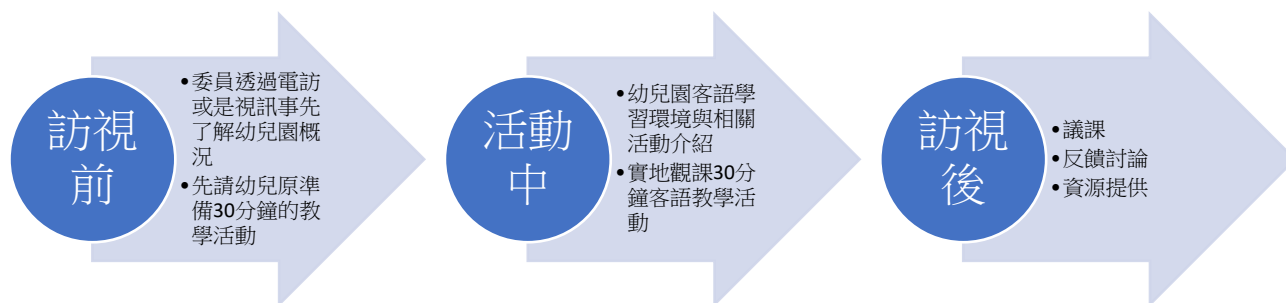 訪視
前
•委員透過電訪
或是視訊事先
了解幼兒園概
況
•先請幼兒原準
備30分鐘的教
學活動
活動
中
•幼兒園客語學
習環境與相關
活動介紹
•實地觀課30分
鐘客語教學活
動
訪視
後
•議課
•反饋討論
•資源提供